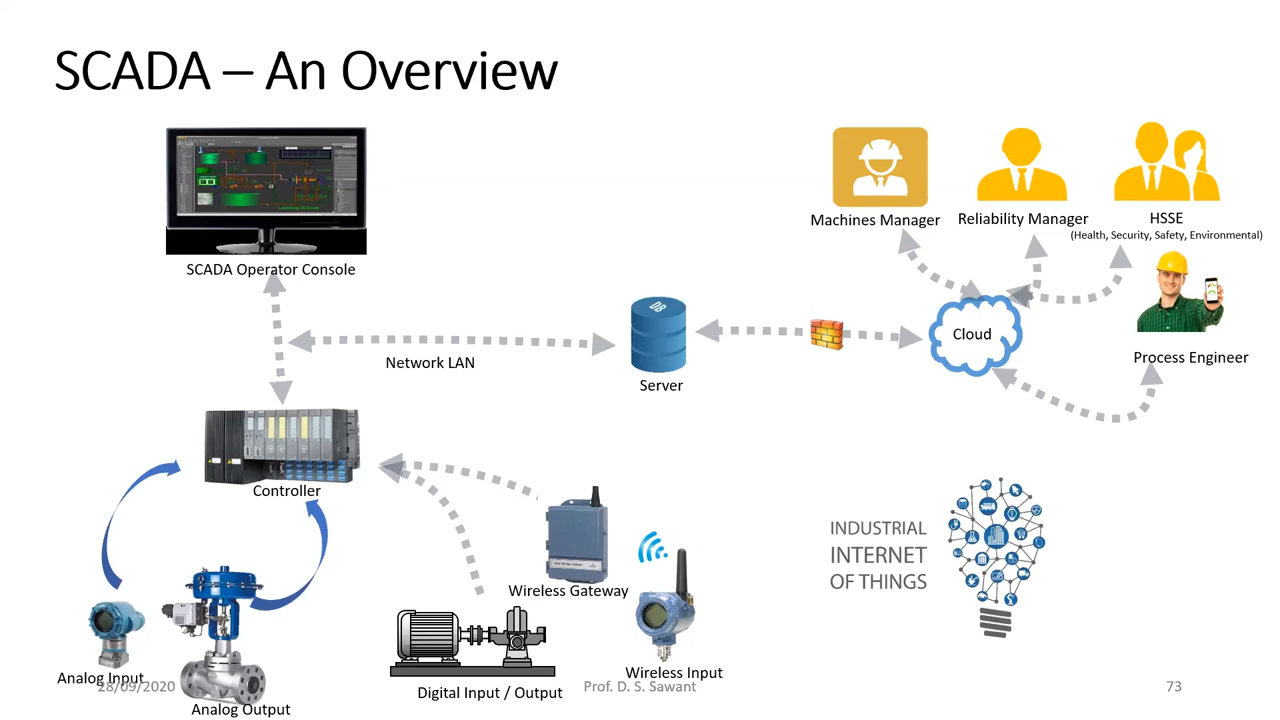 SCADA – An Overview
SCADA Operator Console
Machines Manager
Reliability Manager
HSSE
(Health, Security, Safety, Environmental)
DB
Cloud
Network LAN
Server
Process Engineer
Controller
INDUSTRIAL
INTERNET
OF THINGS
Wireless Gateway
Wireless Input
Analog Input
Digital Input / Output
Analog Output
28/09/2020
Prof. D. S. Sawant
73